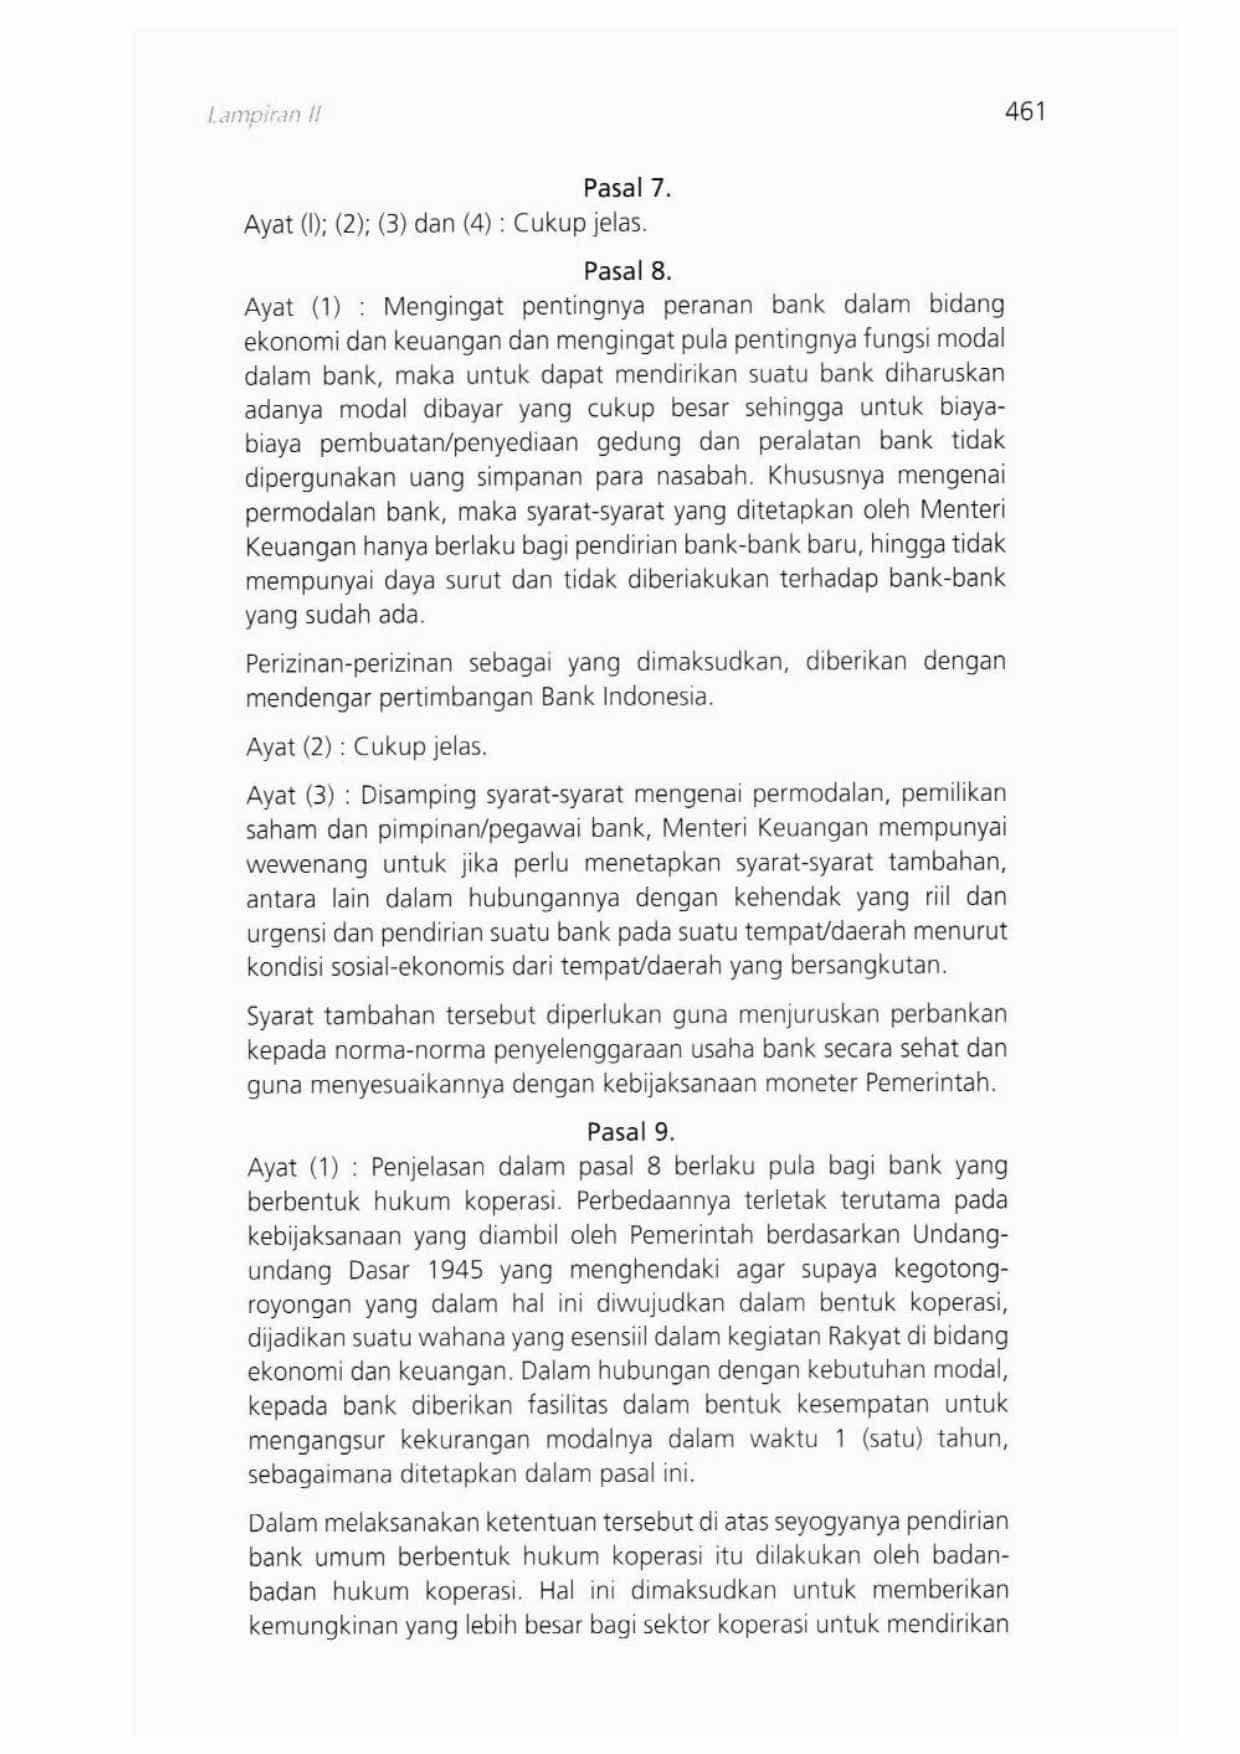 Lampiran II
461
Pasal 7.
Ayat (l); (2); (3) dan (4) : Cukup jelas.
Pasal 8.
Ayat (1) : Mengingat pentingnya peranan bank dalam bidang
ekonomi dan keuangan dan mengingat pula pentingnya fungsi modal
dalam bank, maka untuk dapat mendirikan suatu bank diharuskan
adanya modal dibayar yang cukup besar sehingga untuk biaya-
biaya pembuatan/penyediaan gedung dan peralatan bank tidak
dipergunakan uang simpanan para nasabah. Khususnya mengenai
permodalan bank, maka syarat-syarat yang ditetapkan oleh Menteri
Keuangan hanya berlaku bagi pendirian bank-bank baru, hingga tidak
mempunyai daya surut dan tidak diberiakukan terhadap bank-bank
yang sudah ada.
Perizinan-perizinan sebagai yang dimaksudkan, diberikan dengan
mendengar pertimbangan Bank Indonesia.
Ayat (2) : Cukup jelas.
Ayat (3) : Disamping syarat-syarat mengenai permodalan, pemilikan
saham dan pimpinan/pegawai bank, Menteri Keuangan mempunyai
wewenang untuk jika perlu menetapkan syarat-syarat tambahan,
antara lain dalam hubungannya dengan kehendak yang riil dan
urgensi dan pendirian suatu bank pada suatu tempat/daerah menurut
kondisi sosial-ekonomis dari tempat/daerah yang bersangkutan.
Syarat tambahan tersebut diperlukan guna menjuruskan perbankan
kepada norma-norma penyelenggaraan usaha bank secara sehat dan
guna menyesuaikannya dengan kebijaksanaan moneter Pemerintah.
Pasal 9.
Ayat (1) : Penjelasan dalam pasal 8 berlaku pula bagi bank yang
berbentuk hukum koperasi. Perbedaannya terletak terutama pada
kebijaksanaan yang diambil oleh Pemerintah berdasarkan Undang-
undang Dasar 1945 yang menghendaki agar supaya kegotong-
royongan yang dalam hal ini diwujudkan dalam bentuk koperasi,
dijadikan suatu wahana yang esensiil dalam kegiatan Rakyat di bidang
ekonomi dan keuangan. Dalam hubungan dengan kebutuhan modal,
kepada bank diberikan fasilitas dalam bentuk kesempatan untuk
mengangsur kekurangan modalnya dalam waktu 1 (satu) tahun,
sebagaimana ditetapkan dalam pasal ini.
Dalam melaksanakan ketentuan tersebut di atas seyogyanya pendirian
bank umum berbentuk hukum koperasi itu dilakukan oleh badan-
badan hukum koperasi. Hal ini dimaksudkan untuk memberikan
kemungkinan yang lebih besar bagi sektor koperasi untuk mendirikan